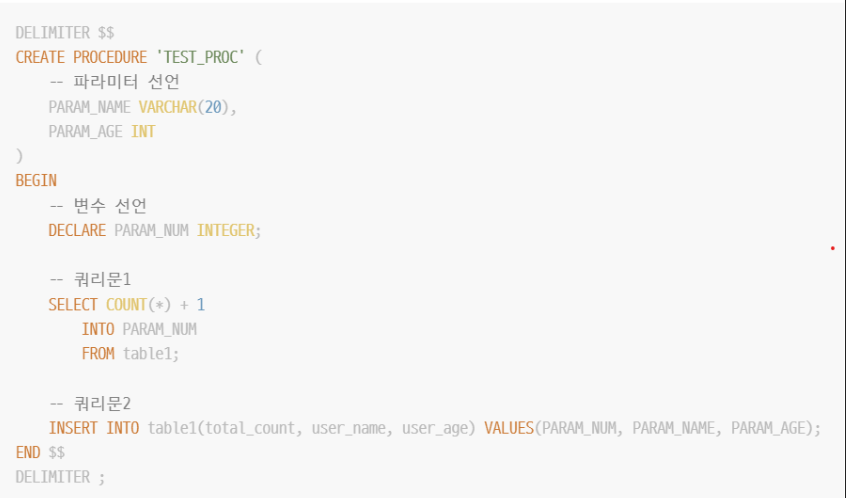 DELIMITER $$
CREATE PROCEDURE 'TEST_PROC' (
-- 파라미터 선언
PARAM_NAME VARCHAR(20),
PARAM_AGE INT
)
BEGIN
-- 변수 선언
DECLARE PARAM_NUM INTEGER;
-- 쿼리문1
SELECT COUNT(*) + 1
INTO PARAM_NUM
FROM table1;
-- 쿼리문2
INSERT INTO table1(total_count, user_name, user_age) VALUES(PARAM_NUM, PARAM_NAME, PARAM_AGE);
END $$
DELIMITER ;